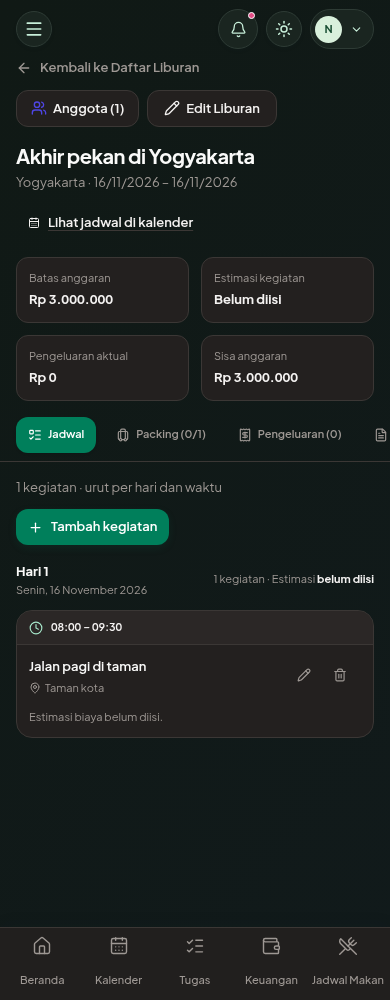 N
Kembali ke Daftar Liburan
Anggota (1)
Edit Liburan
Akhir pekan di Yogyakarta
Yogyakarta · 16/11/2026 – 16/11/2026
Lihat jadwal di kalender
Batas anggaran
Rp 3.000.000
Estimasi kegiatan
Belum diisi
Pengeluaran aktual
Rp 0
Sisa anggaran
Rp 3.000.000
Jadwal
Packing (0/1)
Pengeluaran (0)
1 kegiatan · urut per hari dan waktu
Tambah kegiatan
Hari 1
Senin, 16 November 2026
1 kegiatan · Estimasi belum diisi
08:00 – 09:30
Jalan pagi di taman
Taman kota
Estimasi biaya belum diisi.
Beranda
Kalender
Tugas
Keuangan
Jadwal Makan